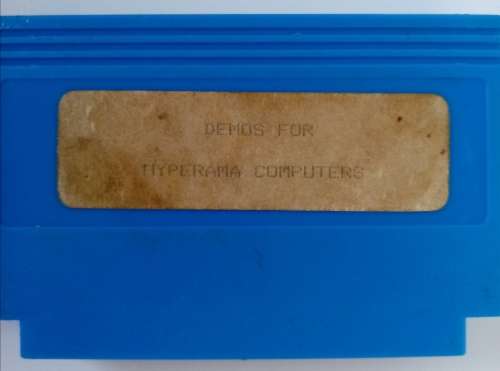 DEMOS FOR
HYPERAMA COMPUTERS